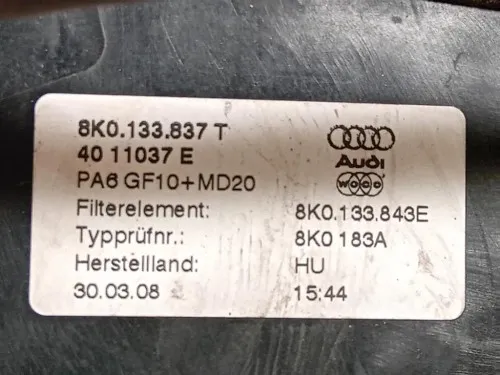 8K0.133.837 T
40 11037 E
Audi
PA6 GF10+MD20
Filterelement: 8K0.133.843E
Typprüfnr.: 8K0 183A
Herstellland: HU
30.03.08 15:44